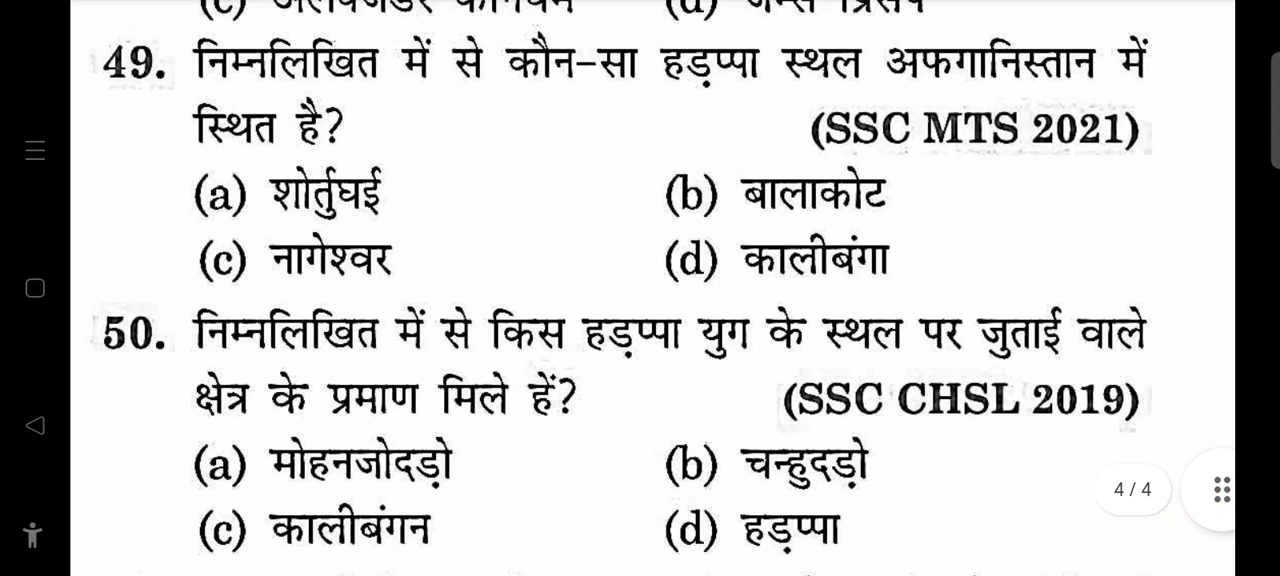 49. निम्नलिखित में से कौन-सा हड़प्पा स्थल अफगानिस्तान में
स्थित है? (SSC MTS 2021)
(a) शोर्तुघई (b) बालाकोट
(c) नागेश्वर (d) कालीबंगा
50. निम्नलिखित में से किस हड़प्पा युग के स्थल पर जुताई वाले
क्षेत्र के प्रमाण मिले हें? (SSC CHSL 2019)
(a) मोहनजोदड़ो (b) चन्हुदड़ो
4 / 4
(c) कालीबंगन (d) हड़प्पा